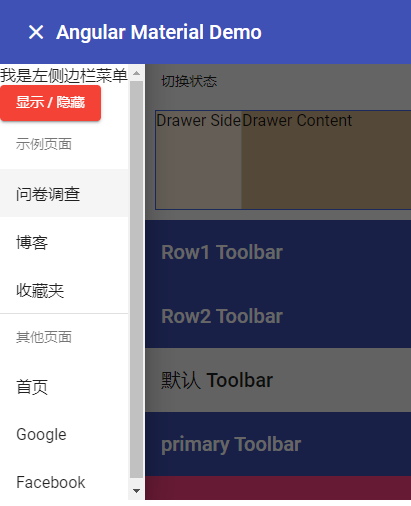 Angular Material Demo
我是左侧边栏菜单
显示 / 隐藏
示例页面
问卷调查
博客
收藏夹
其他页面
首页
Google
Facebook
切换状态
Drawer Side Drawer Content
Row1 Toolbar
Row2 Toolbar
默认 Toolbar
primary Toolbar